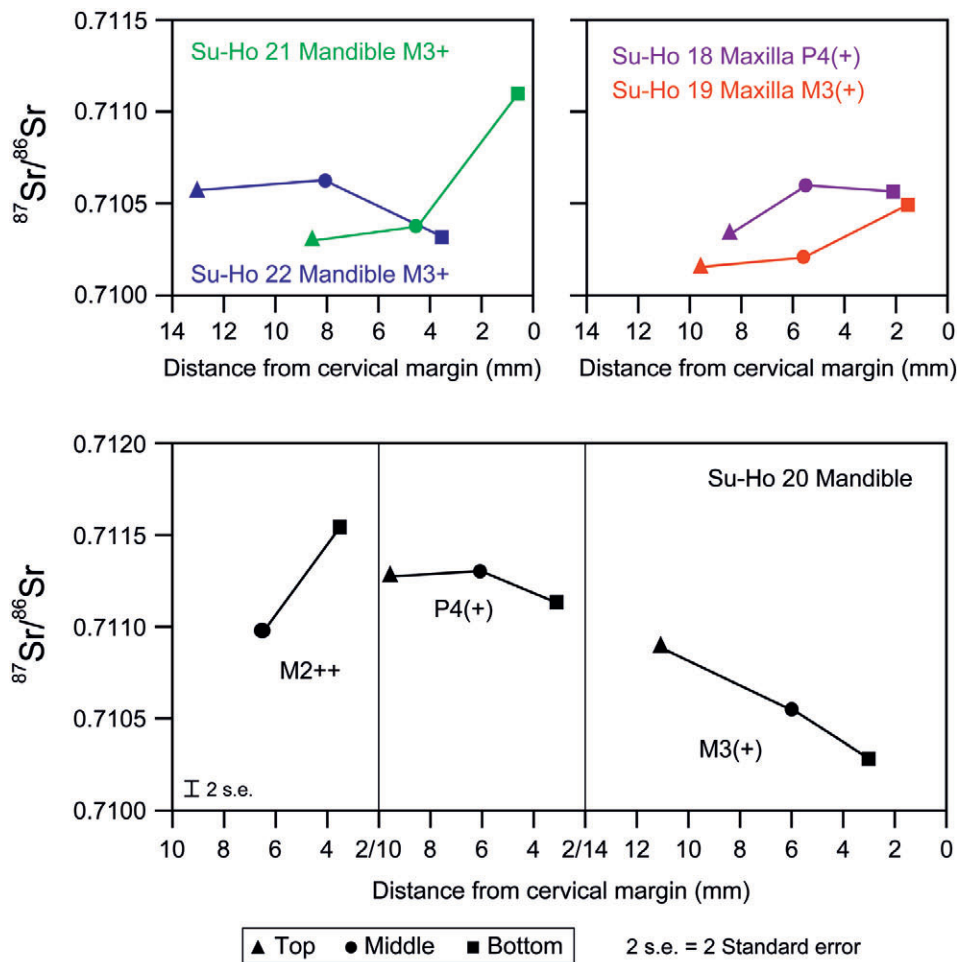 0.7115
0.7110
0.7105
0.7100
87Sr/86Sr
Su-Ho 21 Mandible M3+
Su-Ho 22 Mandible M3+
14 12 10 8 6 4 2 0
Distance from cervical margin (mm)
Su-Ho 18 Maxilla P4(+)
Su-Ho 19 Maxilla M3(+)
14 12 10 8 6 4 2 0
Distance from cervical margin (mm)
0.7120
0.7115
0.7110
0.7105
0.7100
87Sr/86Sr
Su-Ho 20 Mandible
M2++
P4(+)
M3(+)
2 s.e.
10 8 6 4 2/10 8 6 4 2/14 12 10 8 6 4 2 0
Distance from cervical margin (mm)
Top Middle Bottom
2 s.e. = 2 Standard error